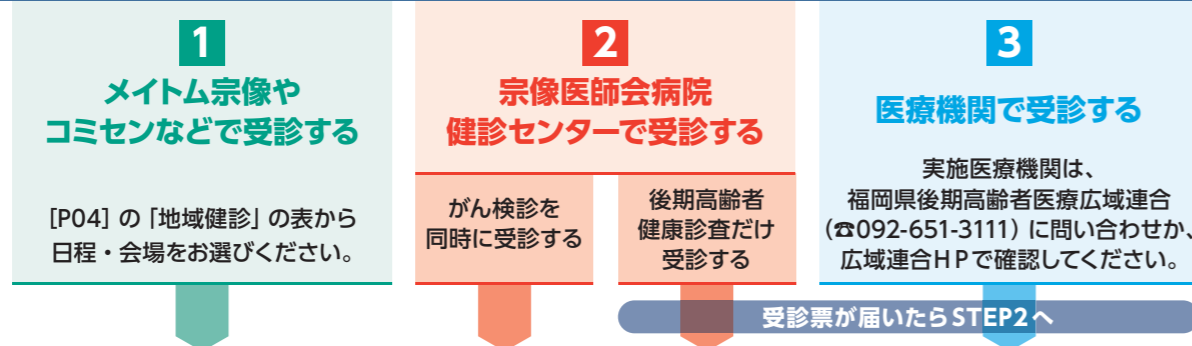 1
メイトム宗像や
コミセンなどで受診する
[P04] の「地域健診」の表から
日程・会場をお選びください。
2
宗像医師会病院
健診センターで受診する
がん検診を
同時に受診する
後期高齢者
健康診査だけ
受診する
3
医療機関で受診する
実施医療機関は、
福岡県後期高齢者医療広域連合
(☎092-651-3111) に問い合わせか、
広域連合HPで確認してください。
受診票が届いたらSTEP2へ